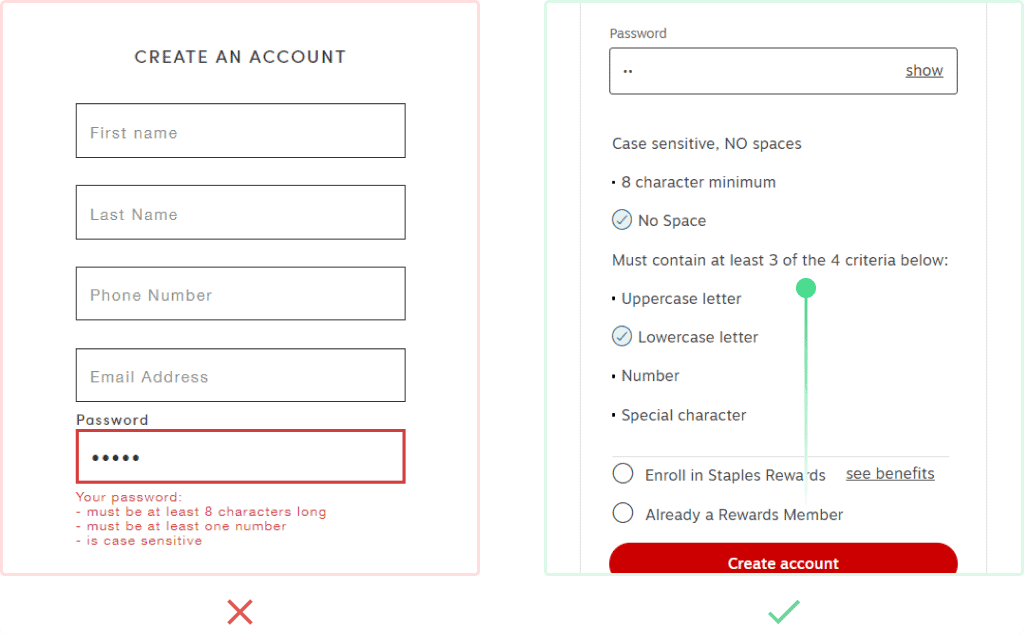 CREATE AN ACCOUNT
First name
Last Name
Phone Number
Email Address
Password
•••••
Your password:
- must be at least 8 characters long
- must be at least one number
- is case sensitive
Password
•• show
Case sensitive, NO spaces
• 8 character minimum
No Space
Must contain at least 3 of the 4 criteria below:
• Uppercase letter
Lowercase letter
• Number
• Special character
Enroll in Staples Rewards see benefits
Already a Rewards Member
Create account